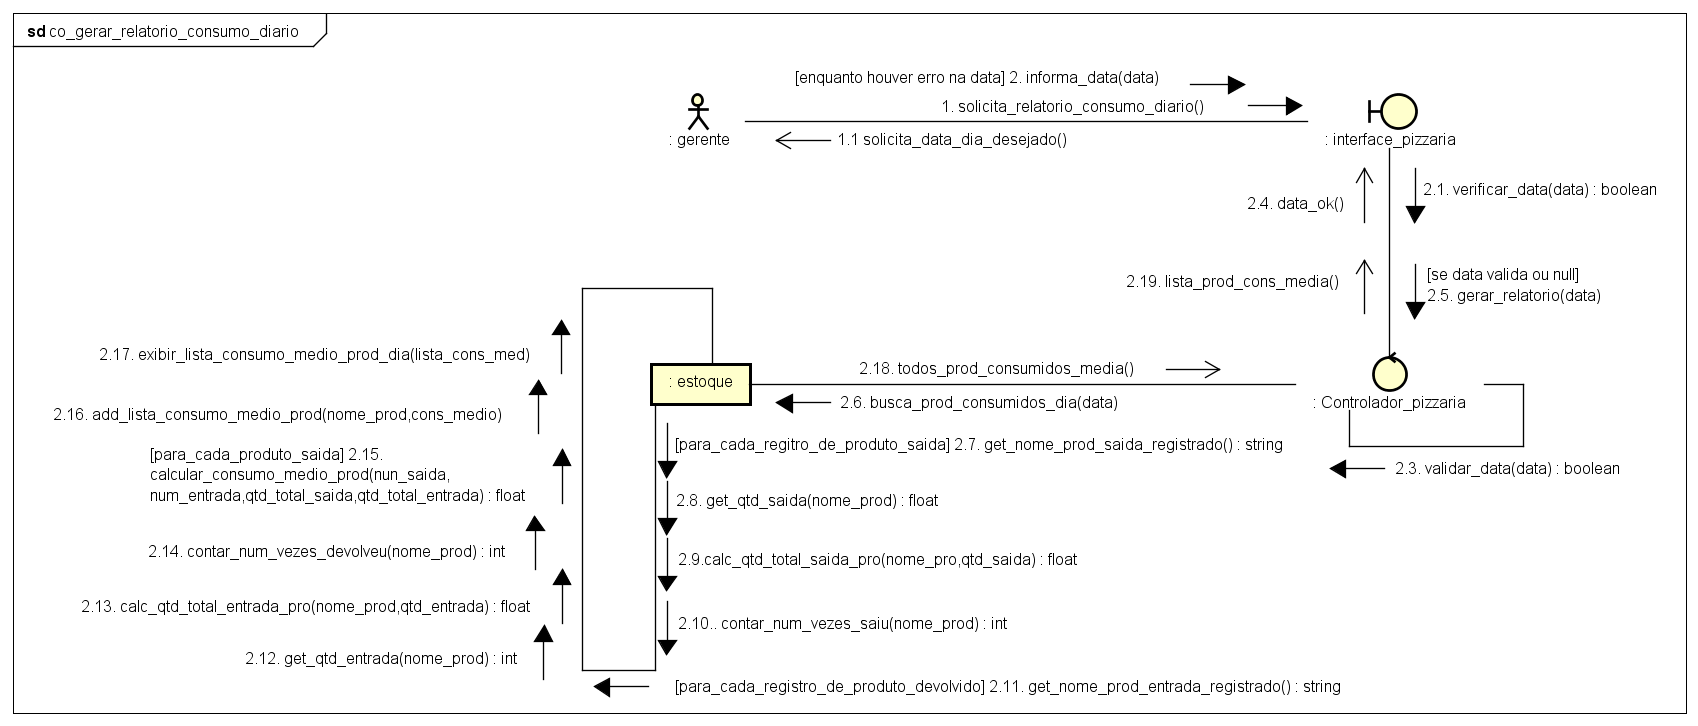 sd co_gerar_relatorio_consumo_diario
[enquanto houver erro na data] 2. informa_data(data)
1. solicita_relatorio_consumo_diario()
: gerente
1.1 solicita_data_dia_desejado()
: interface_pizzaria
2.4. data_ok()
2.1. verificar_data(data) : boolean
2.19. lista_prod_cons_media()
[se data valida ou null]
2.5. gerar_relatorio(data)
2.17. exibir_lista_consumo_medio_prod_dia(lista_cons_med)
: estoque
2.18. todos_prod_consumidos_media()
2.6. busca_prod_consumidos_dia(data)
: Controlador_pizzaria
2.16. add_lista_consumo_medio_prod(nome_prod,cons_medio)
[para_cada_regitro_de_produto_saida] 2.7. get_nome_prod_saida_registrado() : string
2.3. validar_data(data) : boolean
[para_cada_produto_saida] 2.15.
calcular_consumo_medio_prod(nun_saida,
num_entrada,qtd_total_saida,qtd_total_entrada) : float
2.8. get_qtd_saida(nome_prod) : float
2.14. contar_num_vezes_devolveu(nome_prod) : int
2.9.calc_qtd_total_saida_pro(nome_pro,qtd_saida) : float
2.13. calc_qtd_total_entrada_pro(nome_prod,qtd_entrada) : float
2.10.. contar_num_vezes_saiu(nome_prod) : int
2.12. get_qtd_entrada(nome_prod) : int
[para_cada_registro_de_produto_devolvido] 2.11. get_nome_prod_entrada_registrado() : string